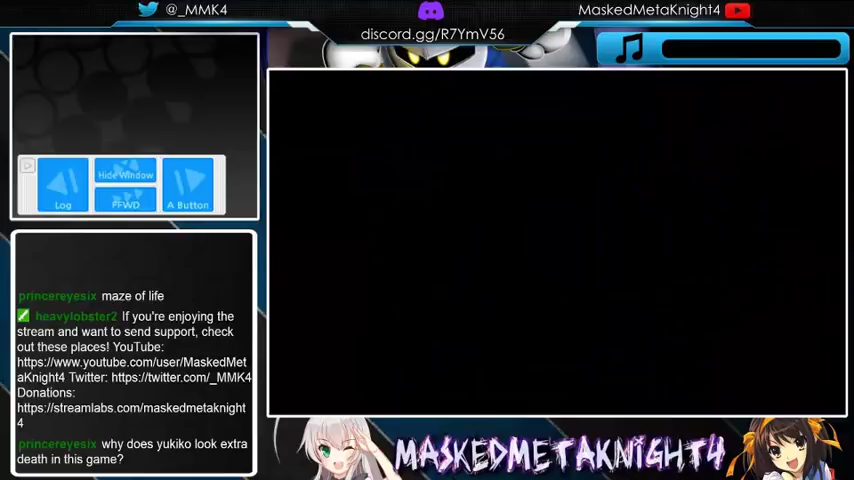 @_MMK4
discord.gg/R7YmV56
MaskedMetaKnight4
Hide Window
Log
FFWD
A Button
princereyesix maze of life
heavylobster2 If you're enjoying the
stream and want to send support, check
out these places! YouTube:
https://www.youtube.com/user/MaskedMet
aKnight4 Twitter: https://twitter.com/_MMK4
Donations:
https://streamlabs.com/maskedmetaknight
4
princereyesix why does yukiko look extra
death in this game?
MASKEDMETAKNIGHT4